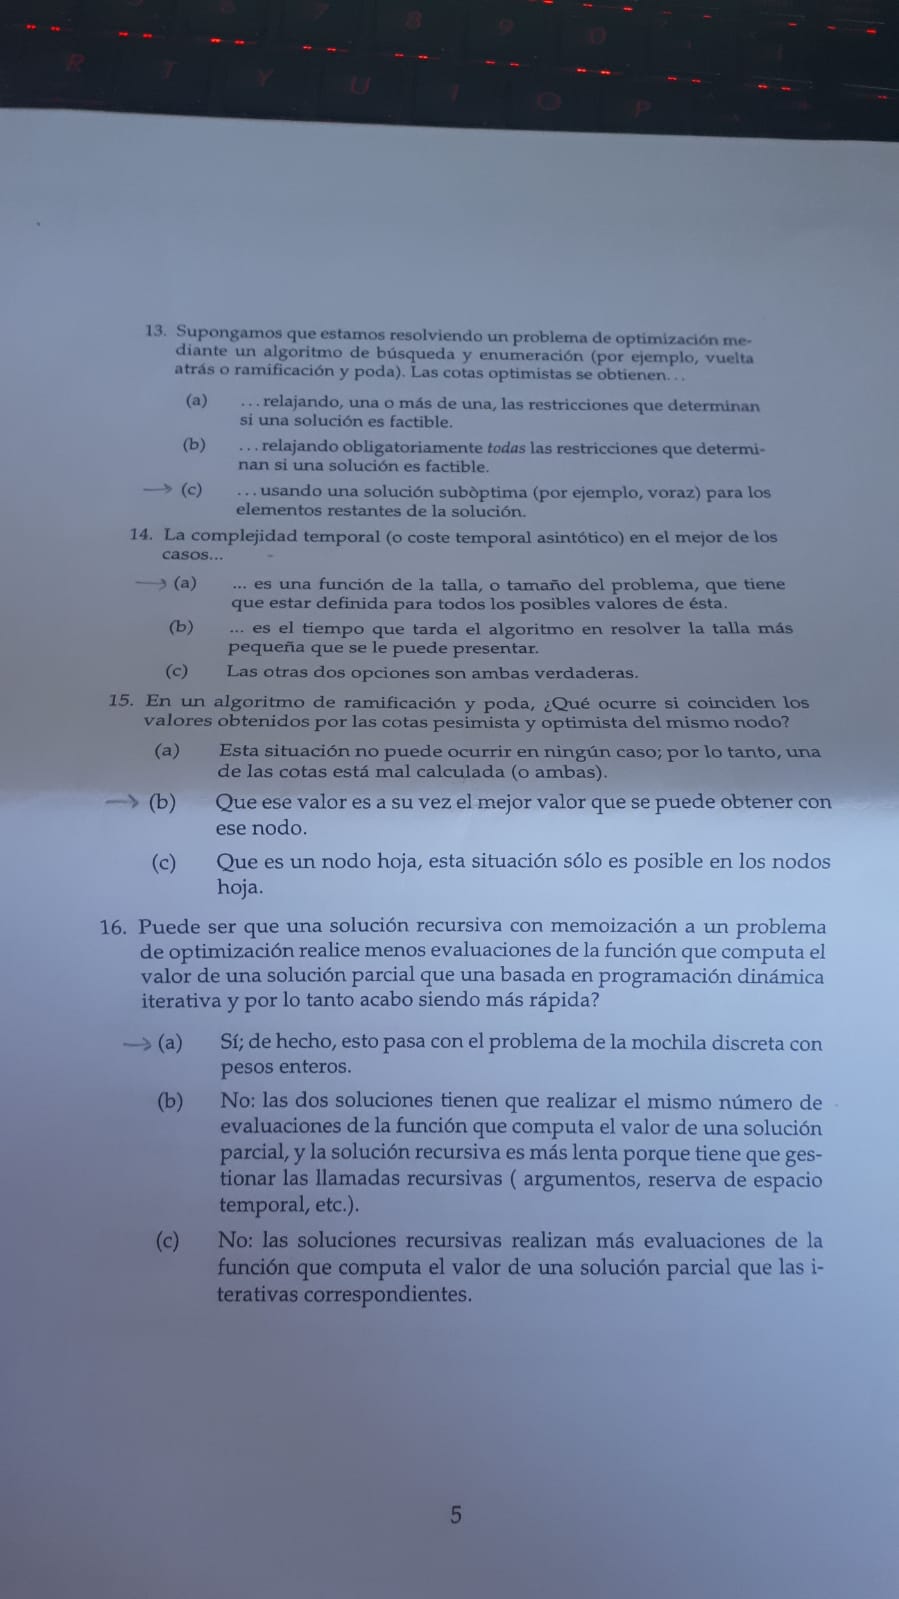 8 9 0
R T Y U I O P
13. Supongamos que estamos resolviendo un problema de optimización me-
diante un algoritmo de búsqueda y enumeración (por ejemplo, vuelta
atrás o ramificación y poda). Las cotas optimistas se obtienen...
(a) ...relajando, una o más de una, las restricciones que determinan
si una solución es factible.
(b) ...relajando obligatoriamente todas las restricciones que determi-
nan si una solución es factible.
(c) ...usando una solución subòptima (por ejemplo, voraz) para los
elementos restantes de la solución.
14. La complejidad temporal (o coste temporal asintótico) en el mejor de los
casos...
(a) ... es una función de la talla, o tamaño del problema, que tiene
que estar definida para todos los posibles valores de ésta.
(b) ... es el tiempo que tarda el algoritmo en resolver la talla más
pequeña que se le puede presentar.
(c) Las otras dos opciones son ambas verdaderas.
15. En un algoritmo de ramificación y poda, ¿Qué ocurre si coinciden los
valores obtenidos por las cotas pesimista y optimista del mismo nodo?
(a) Esta situación no puede ocurrir en ningún caso; por lo tanto, una
de las cotas está mal calculada (o ambas).
(b) Que ese valor es a su vez el mejor valor que se puede obtener con
ese nodo.
(c) Que es un nodo hoja, esta situación sólo es posible en los nodos
hoja.
16. Puede ser que una solución recursiva con memoización a un problema
de optimización realice menos evaluaciones de la función que computa el
valor de una solución parcial que una basada en programación dinámica
iterativa y por lo tanto acabo siendo más rápida?
(a) Sí; de hecho, esto pasa con el problema de la mochila discreta con
pesos enteros.
(b) No: las dos soluciones tienen que realizar el mismo número de
evaluaciones de la función que computa el valor de una solución
parcial, y la solución recursiva es más lenta porque tiene que ges-
tionar las llamadas recursivas ( argumentos, reserva de espacio
temporal, etc.).
(c) No: las soluciones recursivas realizan más evaluaciones de la
función que computa el valor de una solución parcial que las i-
terativas correspondientes.
5